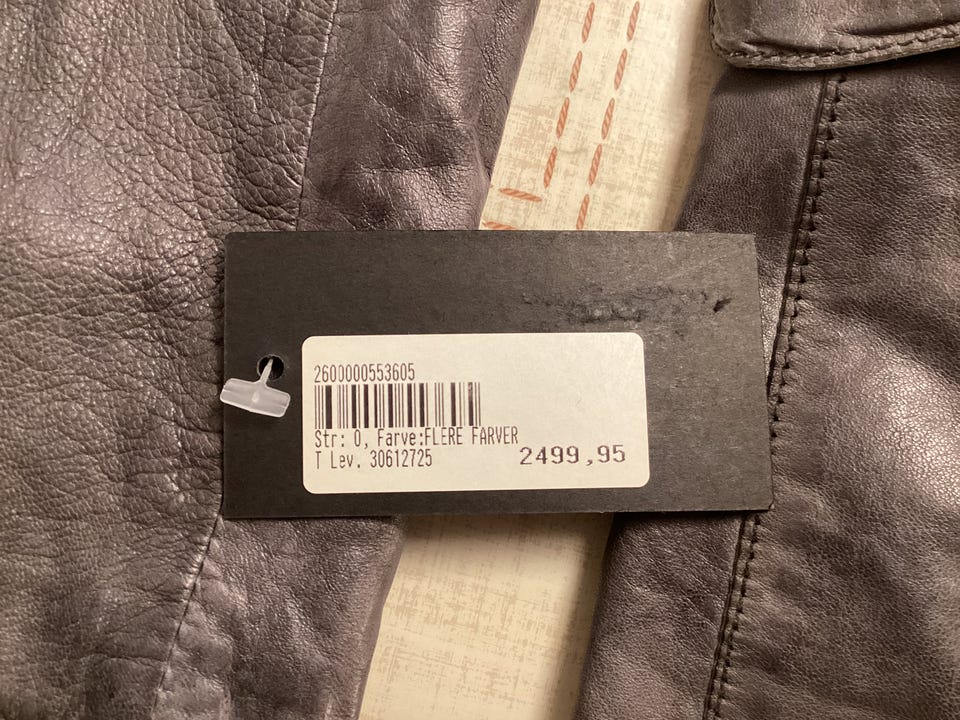 2600000553605
Str: 0, Farve:FLERE FARVER
T Lev. 30612725
2499,95